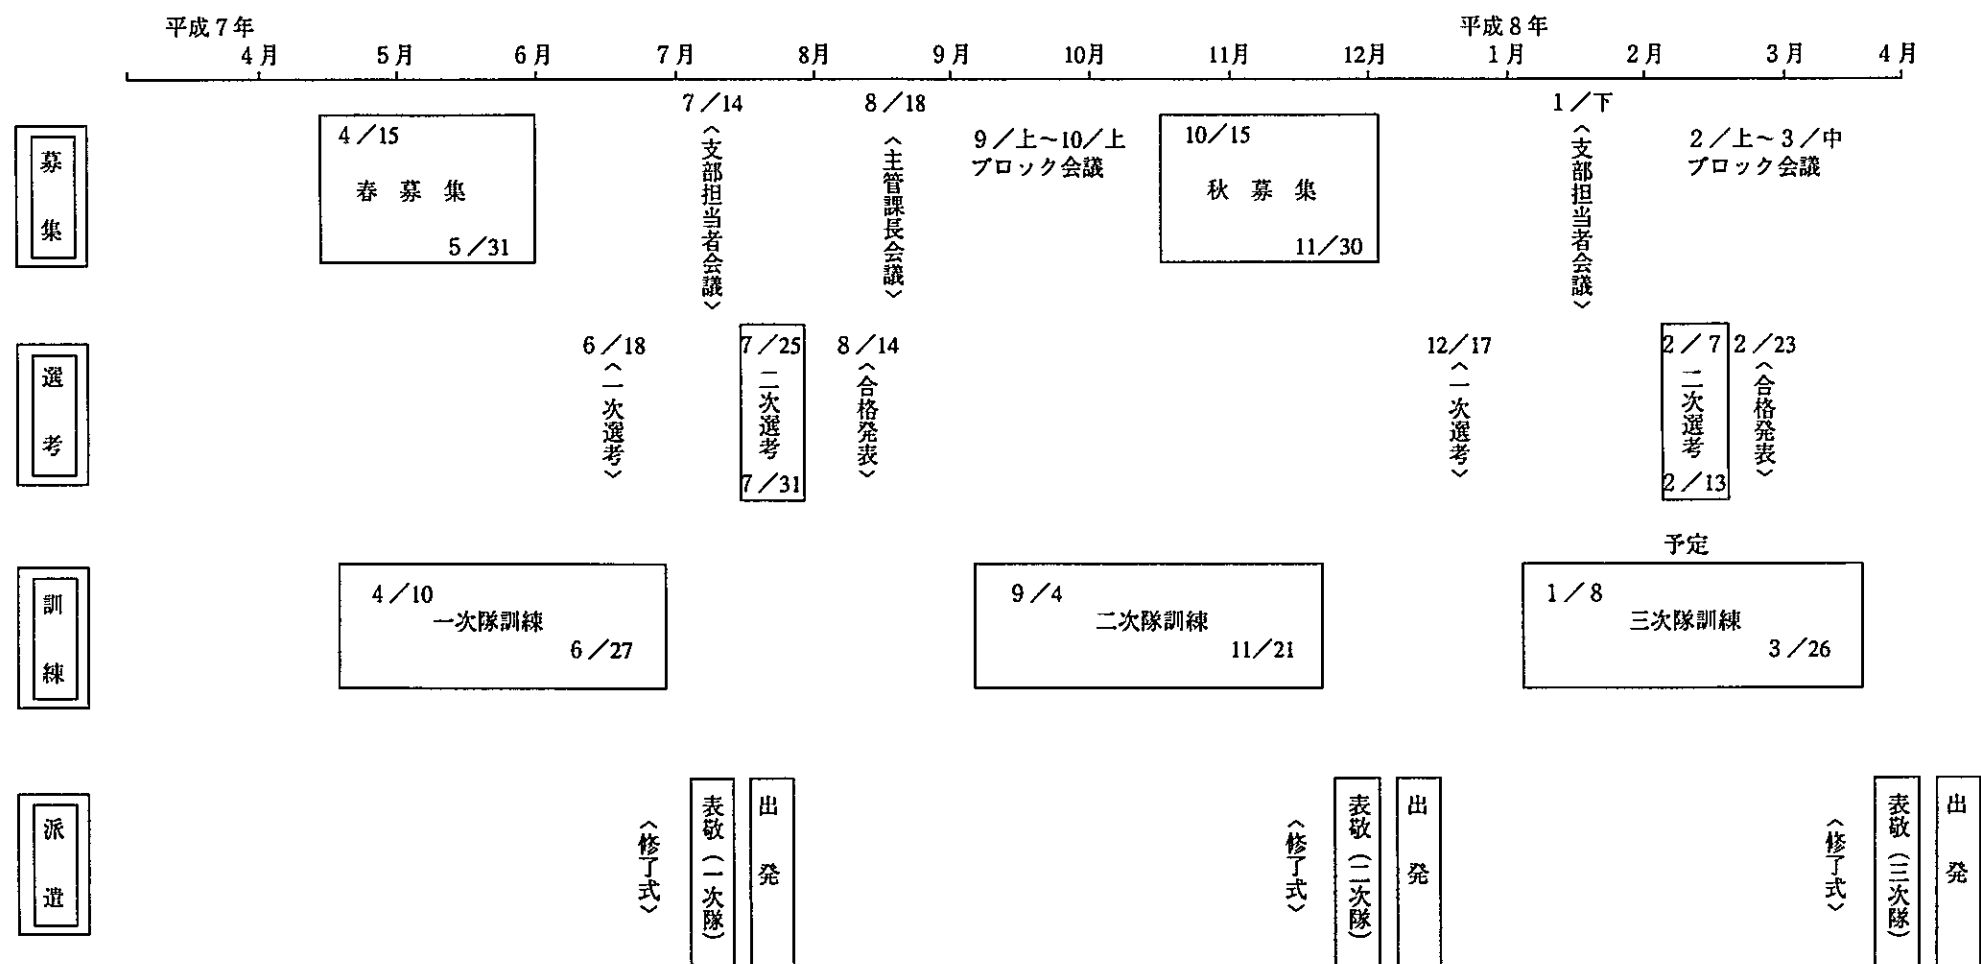 平成7年
平成8年
4月 5月 6月 7月 8月 9月 10月 11月 12月 1月 2月 3月 4月
募集
4／15
春募集
5／31
7／14
〈支部担当者会議〉
8／18
〈主管課長会議〉
9／上～10／上
ブロック会議
10／15
秋募集
11／30
1／下
〈支部担当者会議〉
2／上～3／中
ブロック会議
選考
6／18
〈一次選考〉
7／25
二次選考
7／31
8／14
〈合格発表〉
12／17
〈一次選考〉
2／7
二次選考
2／13
2／23
〈合格発表〉
訓練
4／10
一次隊訓練
6／27
9／4
二次隊訓練
11／21
予定
1／8
三次隊訓練
3／26
派遣
〈修了式〉
表敬（一次隊）
出発
〈修了式〉
表敬（二次隊）
出発
〈修了式〉
表敬（三次隊）
出発